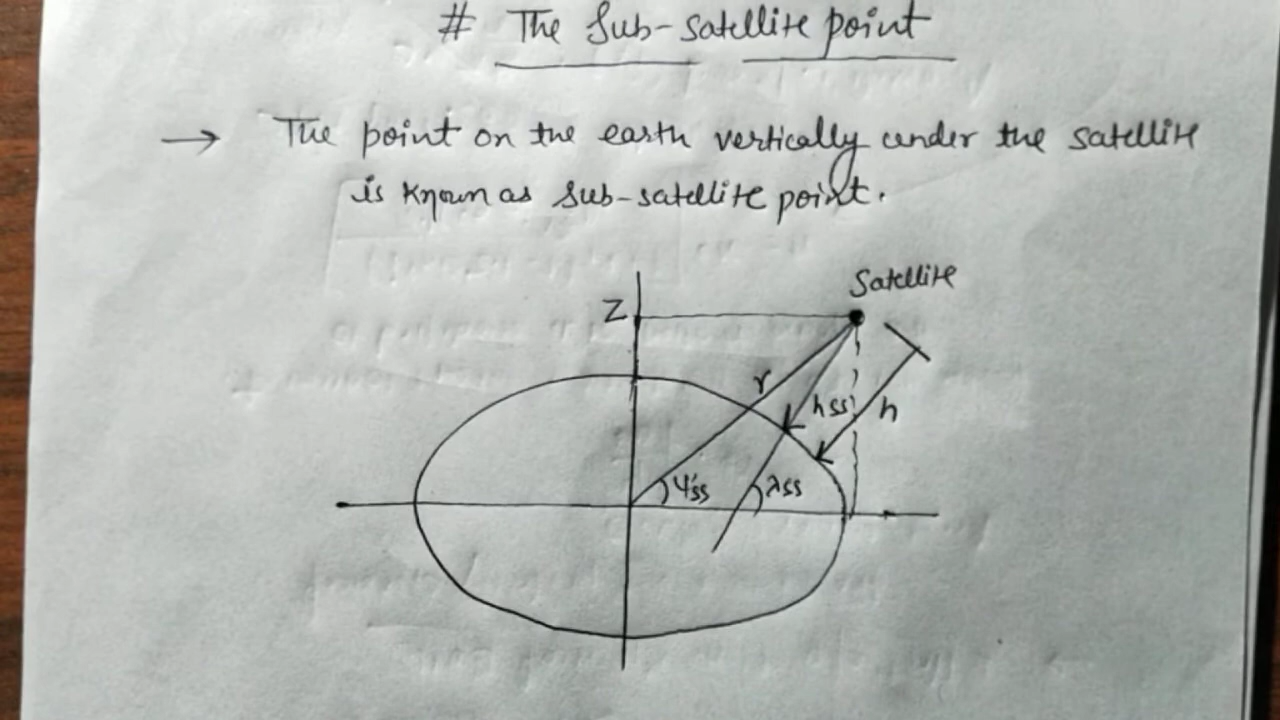 # The Sub-Satellite point
→ The point on the earth vertically under the satellite
is known as Sub-satellite point.
Satellite
Z
r
hss
h
Ψ'ss
λss